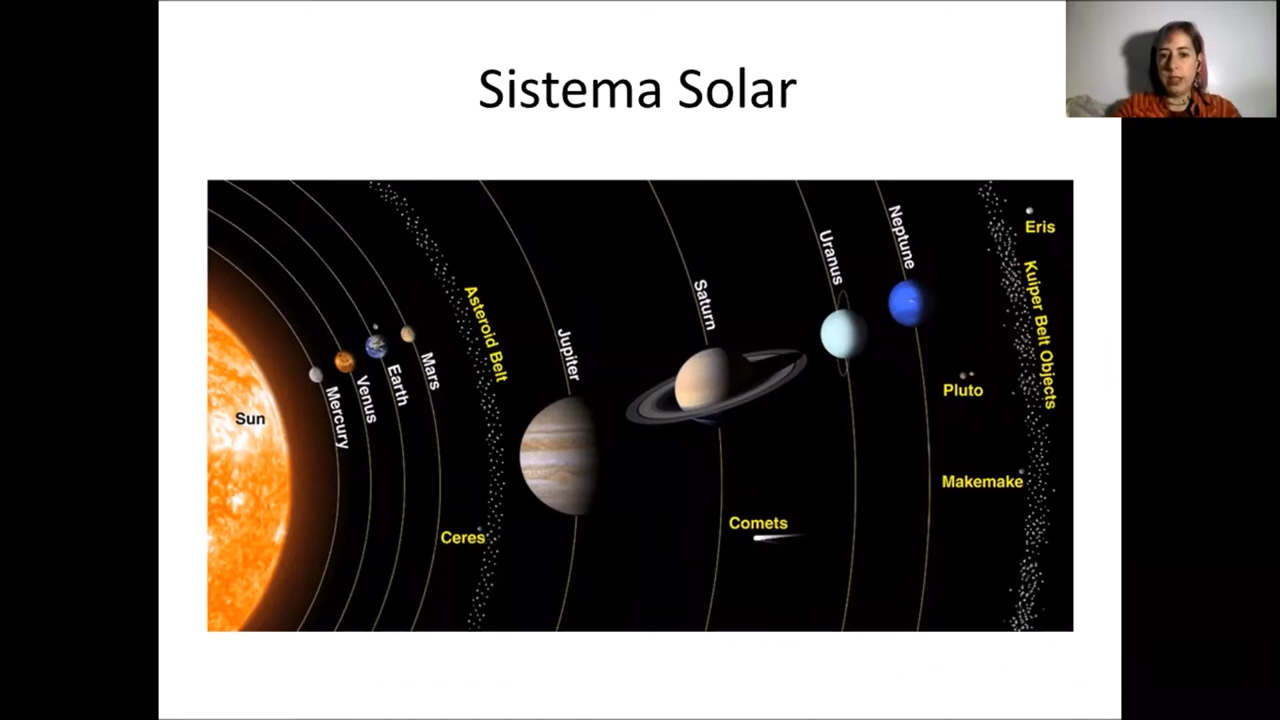 Sistema Solar
Sun
Mercury
Venus
Earth
Mars
Asteroid Belt
Ceres
Jupiter
Saturn
Comets
Uranus
Neptune
Pluto
Makemake
Eris
Kuiper Belt Objects